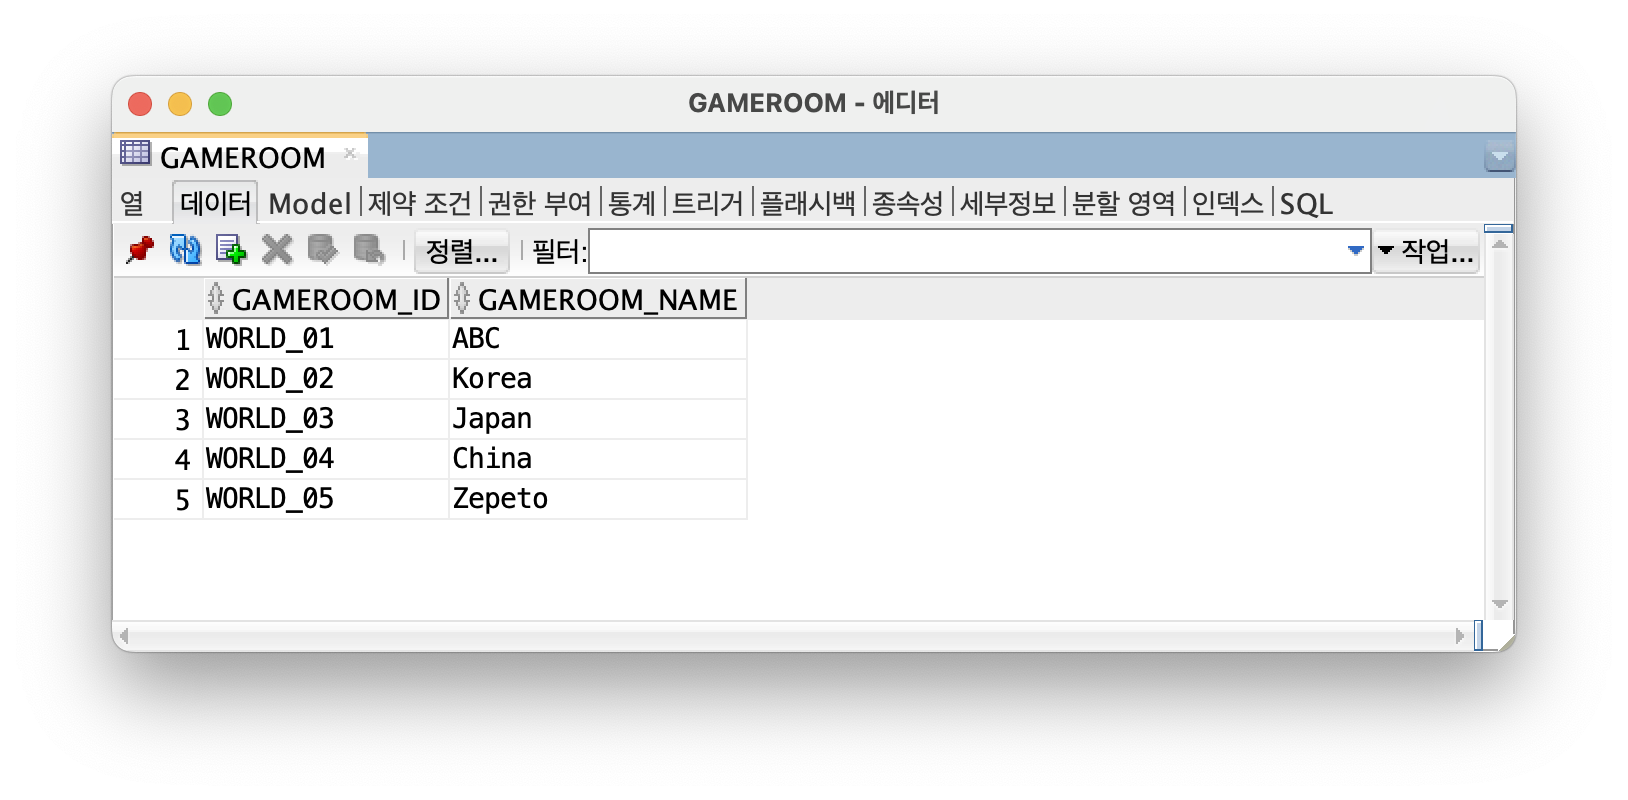 GAMEROOM - 에디터
GAMEROOM
열 데이터 Model 제약 조건 권한 부여 통계 트리거 플래시백 종속성 세부정보 분할 영역 인덱스 SQL
정렬... 필터: 작업...
GAMEROOM_ID GAMEROOM_NAME
1 WORLD_01 ABC
2 WORLD_02 Korea
3 WORLD_03 Japan
4 WORLD_04 China
5 WORLD_05 Zepeto